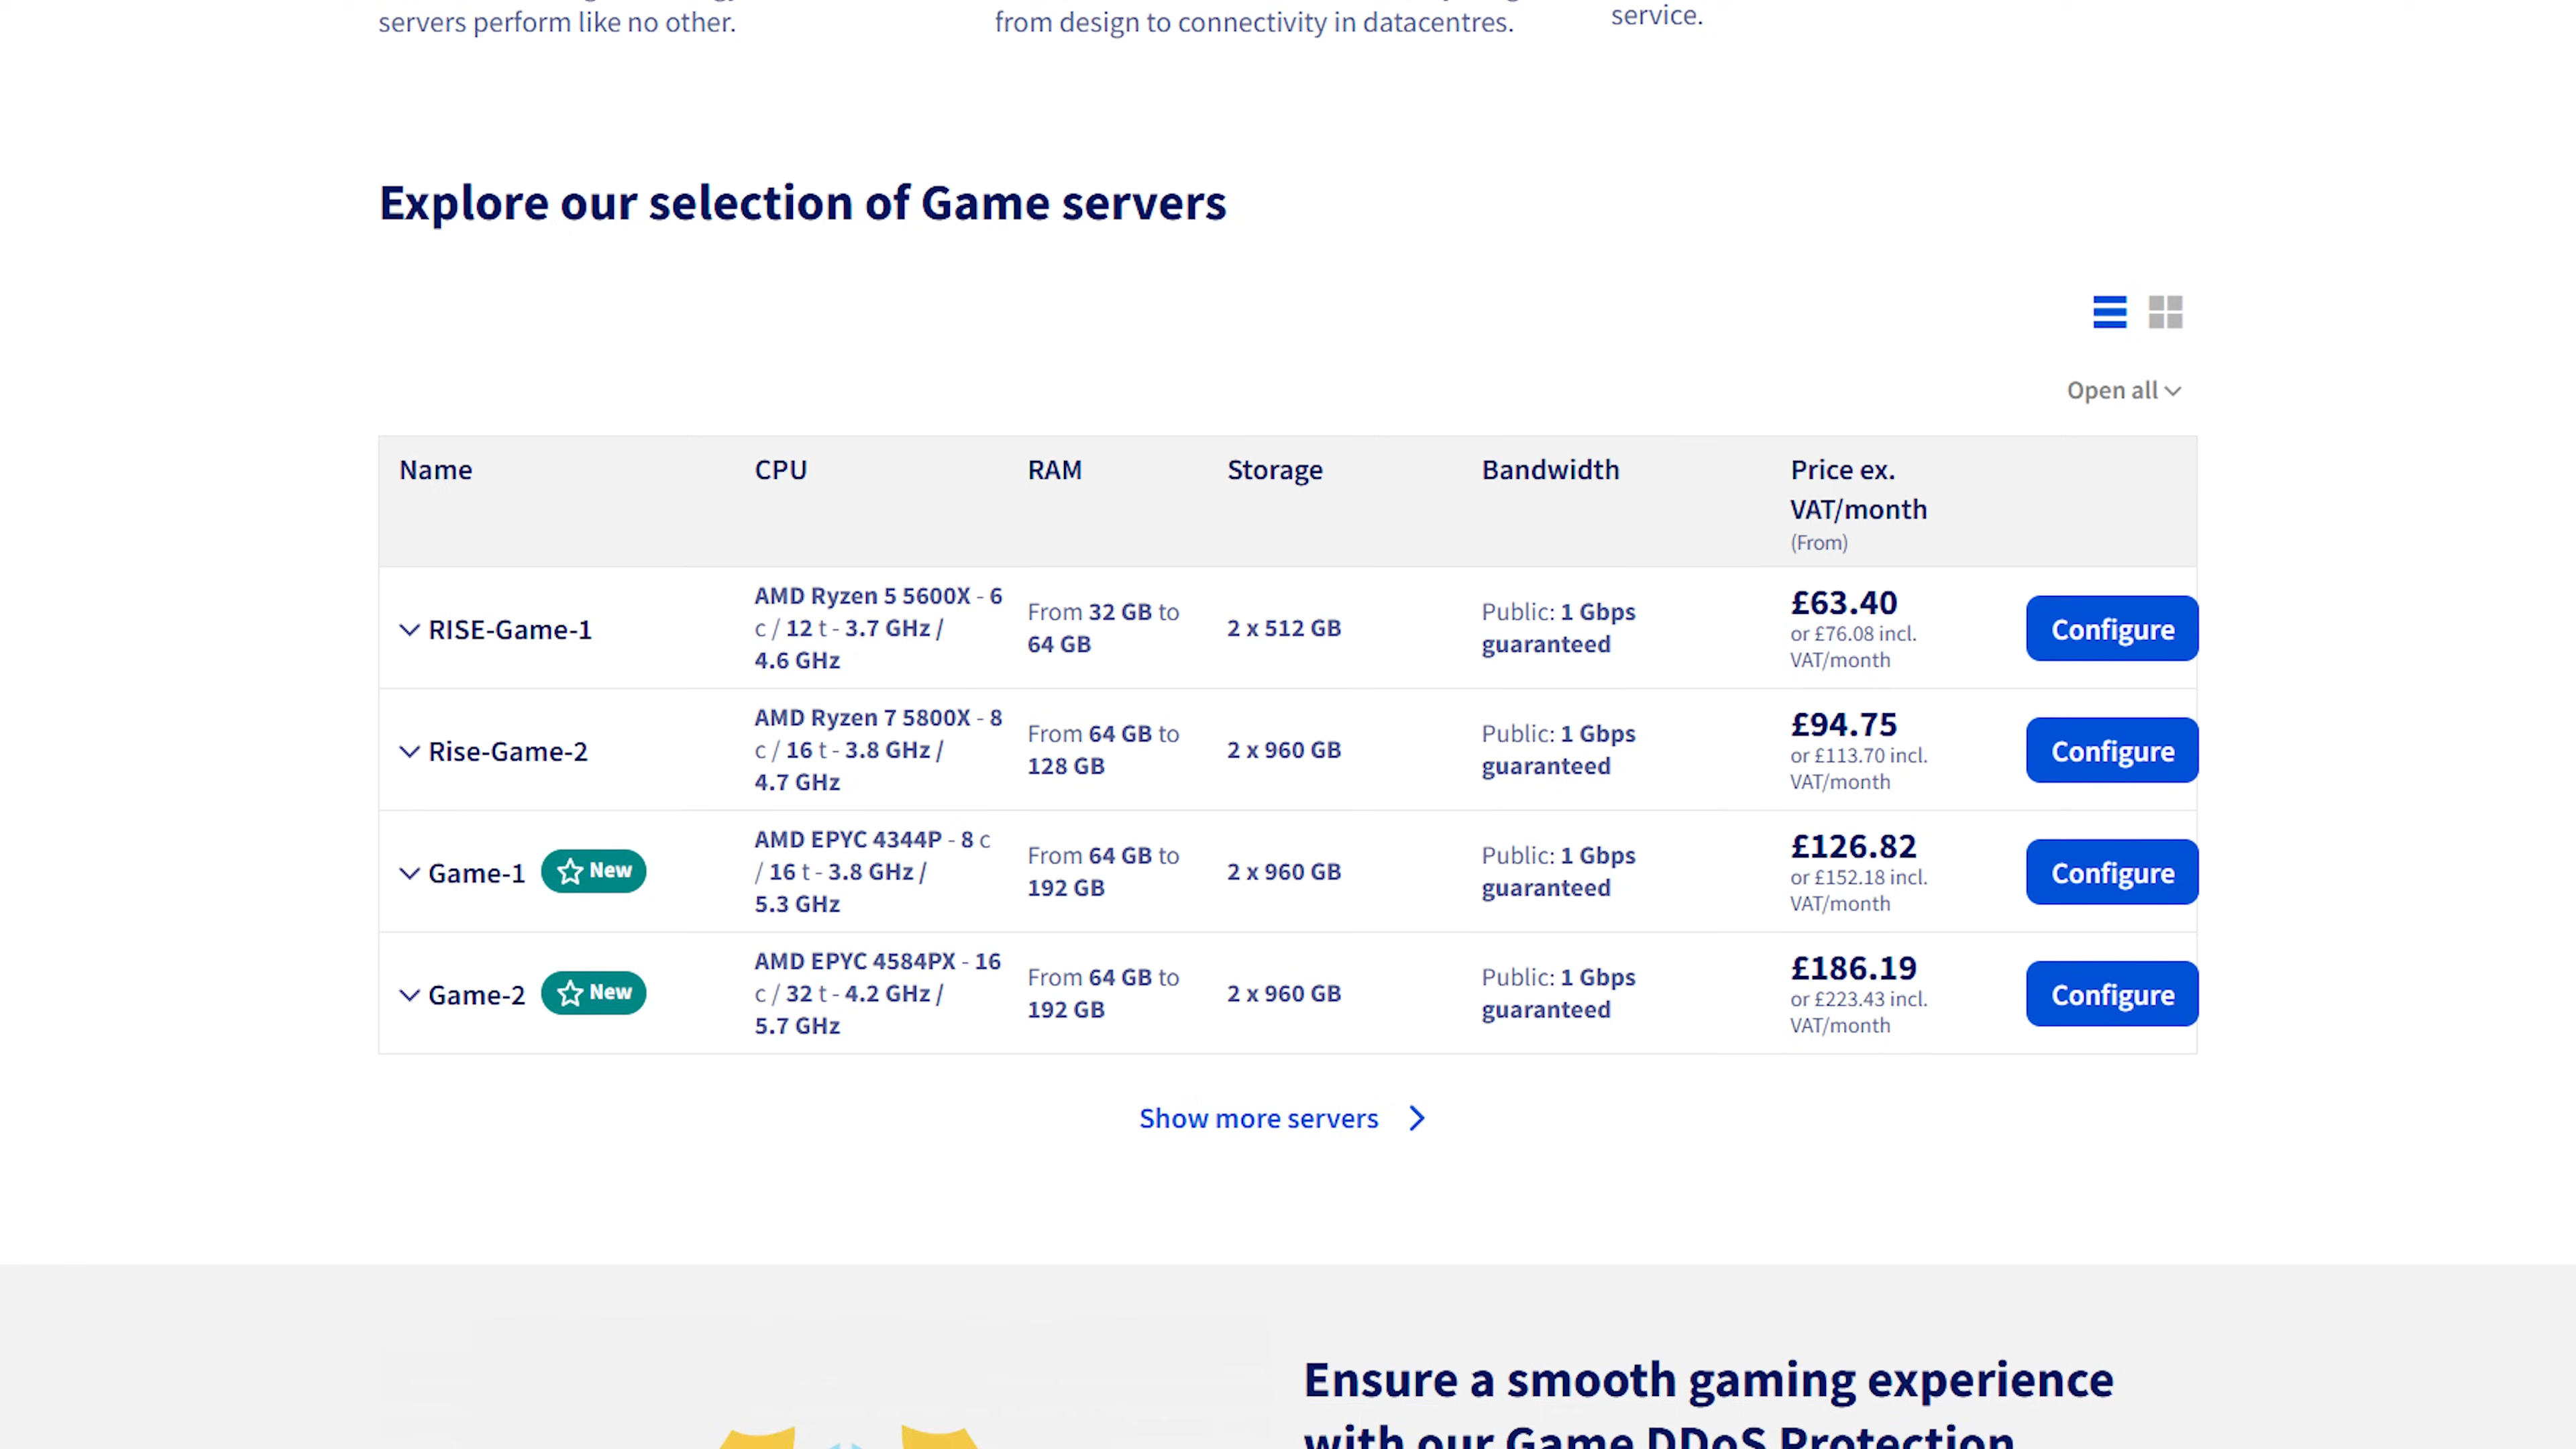 servers perform like no other.
from design to connectivity in datacentres.
service.
Explore our selection of Game servers
Open all
Name CPU RAM Storage Bandwidth Price ex.
VAT/month
(From)
RISE-Game-1
AMD Ryzen 5 5600X - 6
c / 12 t - 3.7 GHz /
4.6 GHz
From 32 GB to
64 GB
2 x 512 GB
Public: 1 Gbps
guaranteed
£63.40
or £76.08 incl.
VAT/month
Configure
Rise-Game-2
AMD Ryzen 7 5800X - 8
c / 16 t - 3.8 GHz /
4.7 GHz
From 64 GB to
128 GB
2 x 960 GB
Public: 1 Gbps
guaranteed
£94.75
or £113.70 incl.
VAT/month
Configure
Game-1 New
AMD EPYC 4344P - 8 c
/ 16 t - 3.8 GHz /
5.3 GHz
From 64 GB to
192 GB
2 x 960 GB
Public: 1 Gbps
guaranteed
£126.82
or £152.18 incl.
VAT/month
Configure
Game-2 New
AMD EPYC 4584PX - 16
c / 32 t - 4.2 GHz /
5.7 GHz
From 64 GB to
192 GB
2 x 960 GB
Public: 1 Gbps
guaranteed
£186.19
or £223.43 incl.
VAT/month
Configure
Show more servers
Ensure a smooth gaming experience
with our Game DDoS Protection